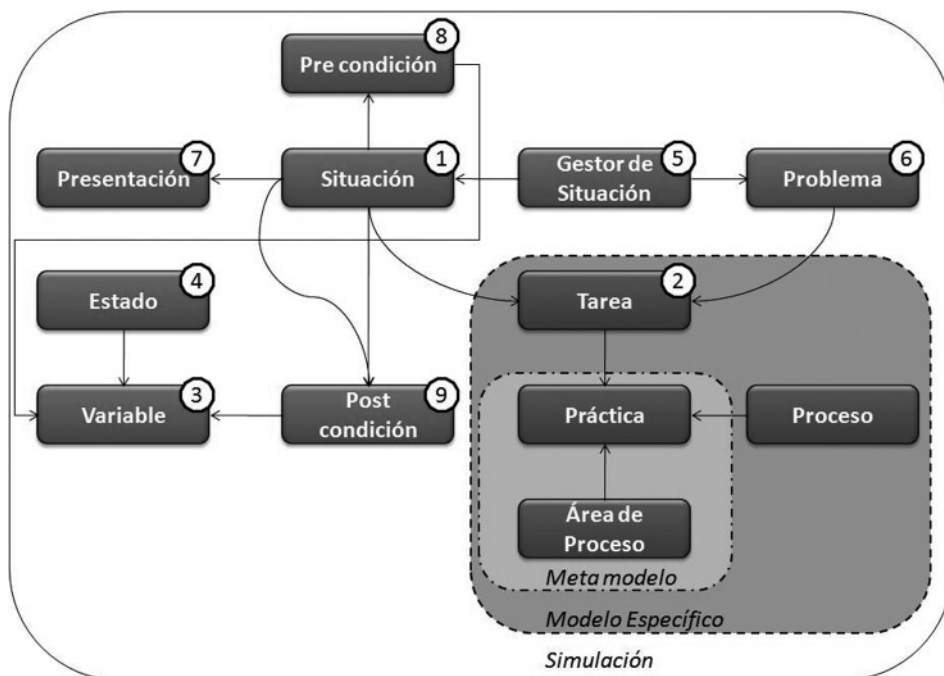 8
Pre condición
7
Presentación
1
Situación
5
Gestor de
Situación
6
Problema
4
Estado
2
Tarea
3
Variable
9
Post
condición
Práctica
Proceso
Área de
Proceso
Meta modelo
Modelo Específico
Simulación